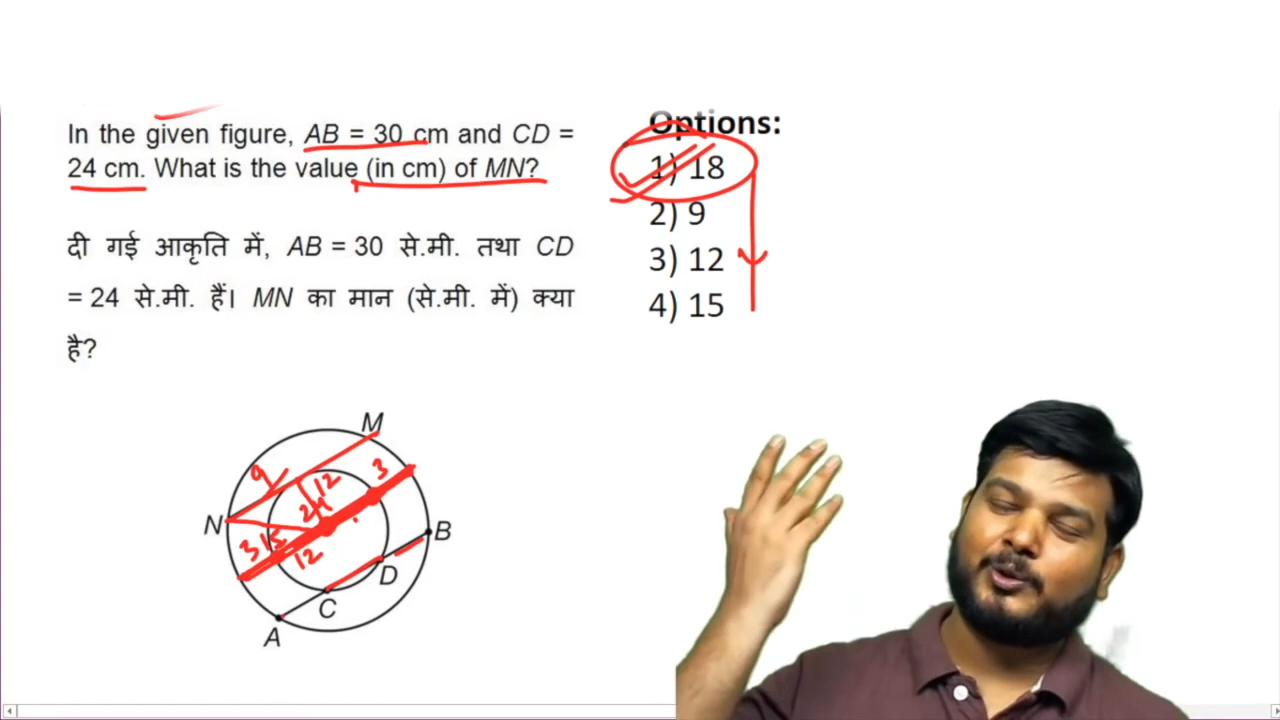 In the given figure, AB = 30 cm and CD =
24 cm. What is the value (in cm) of MN?
दी गई आकृति में, AB = 30 से.मी. तथा CD
= 24 से.मी. हैं। MN का मान (से.मी. में) क्या
है?
Options:
1) 18
2) 9
3) 12
4) 15
M
9
3
12
N
3
15
12
B
D
C
A